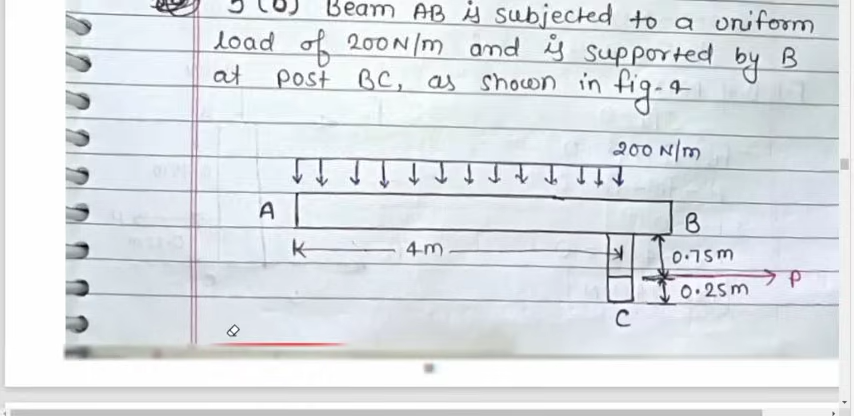 5 (b) Beam AB is subjected to a uniform
load of 200 N/m and is supported by B
at post BC, as shown in fig-4
200 N/m
A
B
4m
0.75m
P
0.25m
C